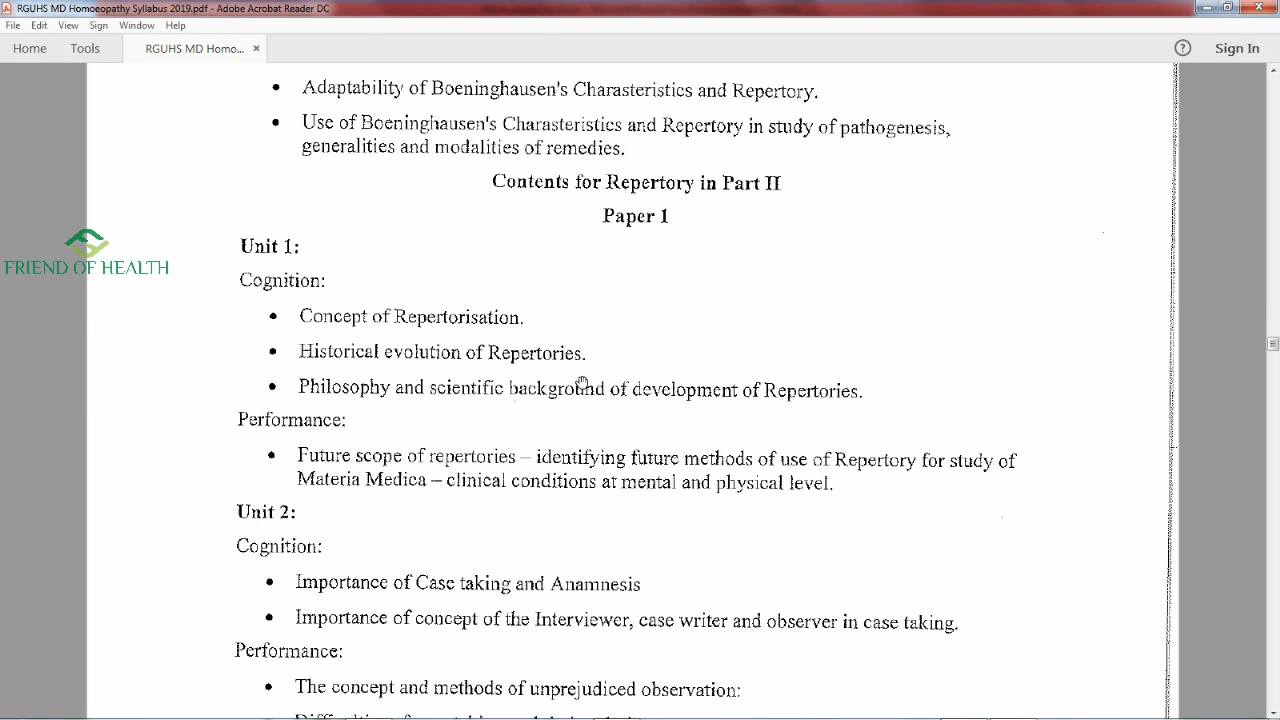 RGUHS MD Homoeopathy Syllabus 2019.pdf - Adobe Acrobat Reader DC
File Edit View Sign Window Help
Home Tools RGUHS MD Homo... × ? Sign In
• Adaptability of Boeninghausen's Charasteristics and Repertory.
• Use of Boeninghausen's Charasteristics and Repertory in study of pathogenesis,
generalities and modalities of remedies.
Contents for Repertory in Part II
Paper 1
FRIEND OF HEALTH
Unit 1:
Cognition:
• Concept of Repertorisation.
• Historical evolution of Repertories.
• Philosophy and scientific background of development of Repertories.
Performance:
• Future scope of repertories – identifying future methods of use of Repertory for study of
Materia Medica – clinical conditions at mental and physical level.
Unit 2:
Cognition:
• Importance of Case taking and Anamnesis
• Importance of concept of the Interviewer, case writer and observer in case taking.
Performance:
• The concept and methods of unprejudiced observation: